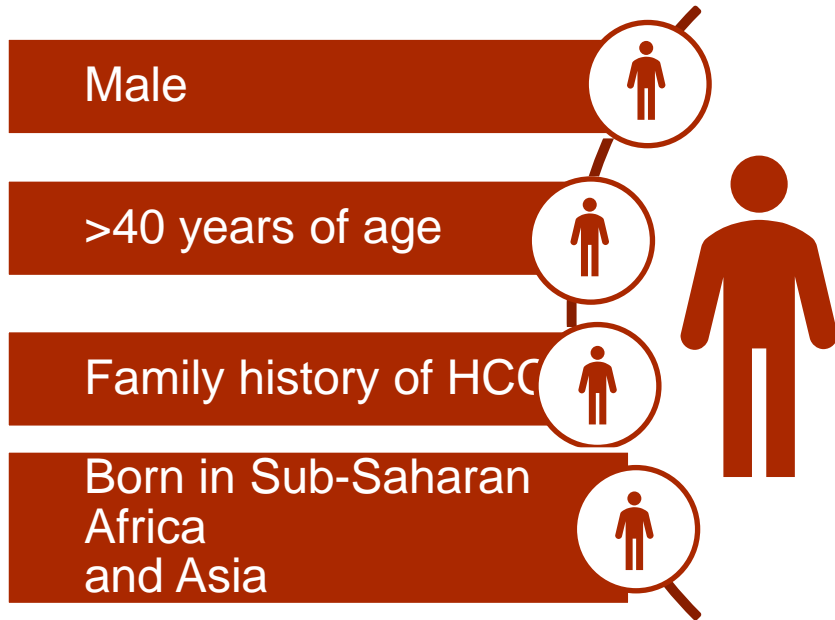 Male
>40 years of age
Family history of HCC
Born in Sub-Saharan
Africa
and Asia